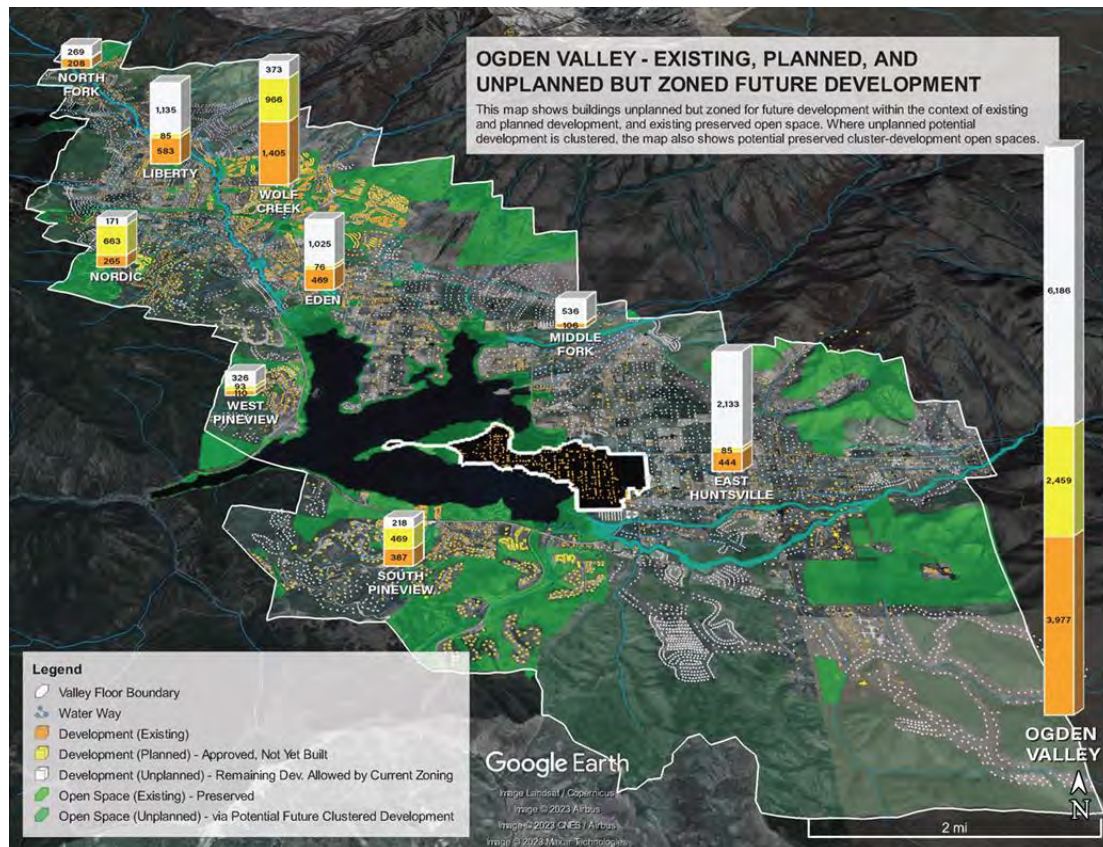 OGDEN VALLEY - EXISTING, PLANNED, AND
UNPLANNED BUT ZONED FUTURE DEVELOPMENT
This map shows buildings unplanned but zoned for future development within the context of existing
and planned development, and existing preserved open space. Where unplanned potential
development is clustered, the map also shows potential preserved cluster-development open spaces.
269
208
NORTH
FORK
1,135
85
583
LIBERTY
373
966
1,405
WOLF
CREEK
171
663
265
NORDIC
1,025
76
469
EDEN
536
106
MIDDLE
FORK
326
93
110
WEST
PINEVIEW
2,133
85
444
EAST
HUNTSVILLE
218
469
387
SOUTH
PINEVIEW
6,186
2,459
3,977
OGDEN
VALLEY
N
2 mi
Legend
Valley Floor Boundary
Water Way
Development (Existing)
Development (Planned) - Approved, Not Yet Built
Development (Unplanned) - Remaining Dev. Allowed by Current Zoning
Open Space (Existing) - Preserved
Open Space (Unplanned) - via Potential Future Clustered Development
Google Earth
Image Landsat / Copernicus
Image © 2023 Airbus
Image © 2023 CNES / Airbus
Image © 2023 Maxar Technologies